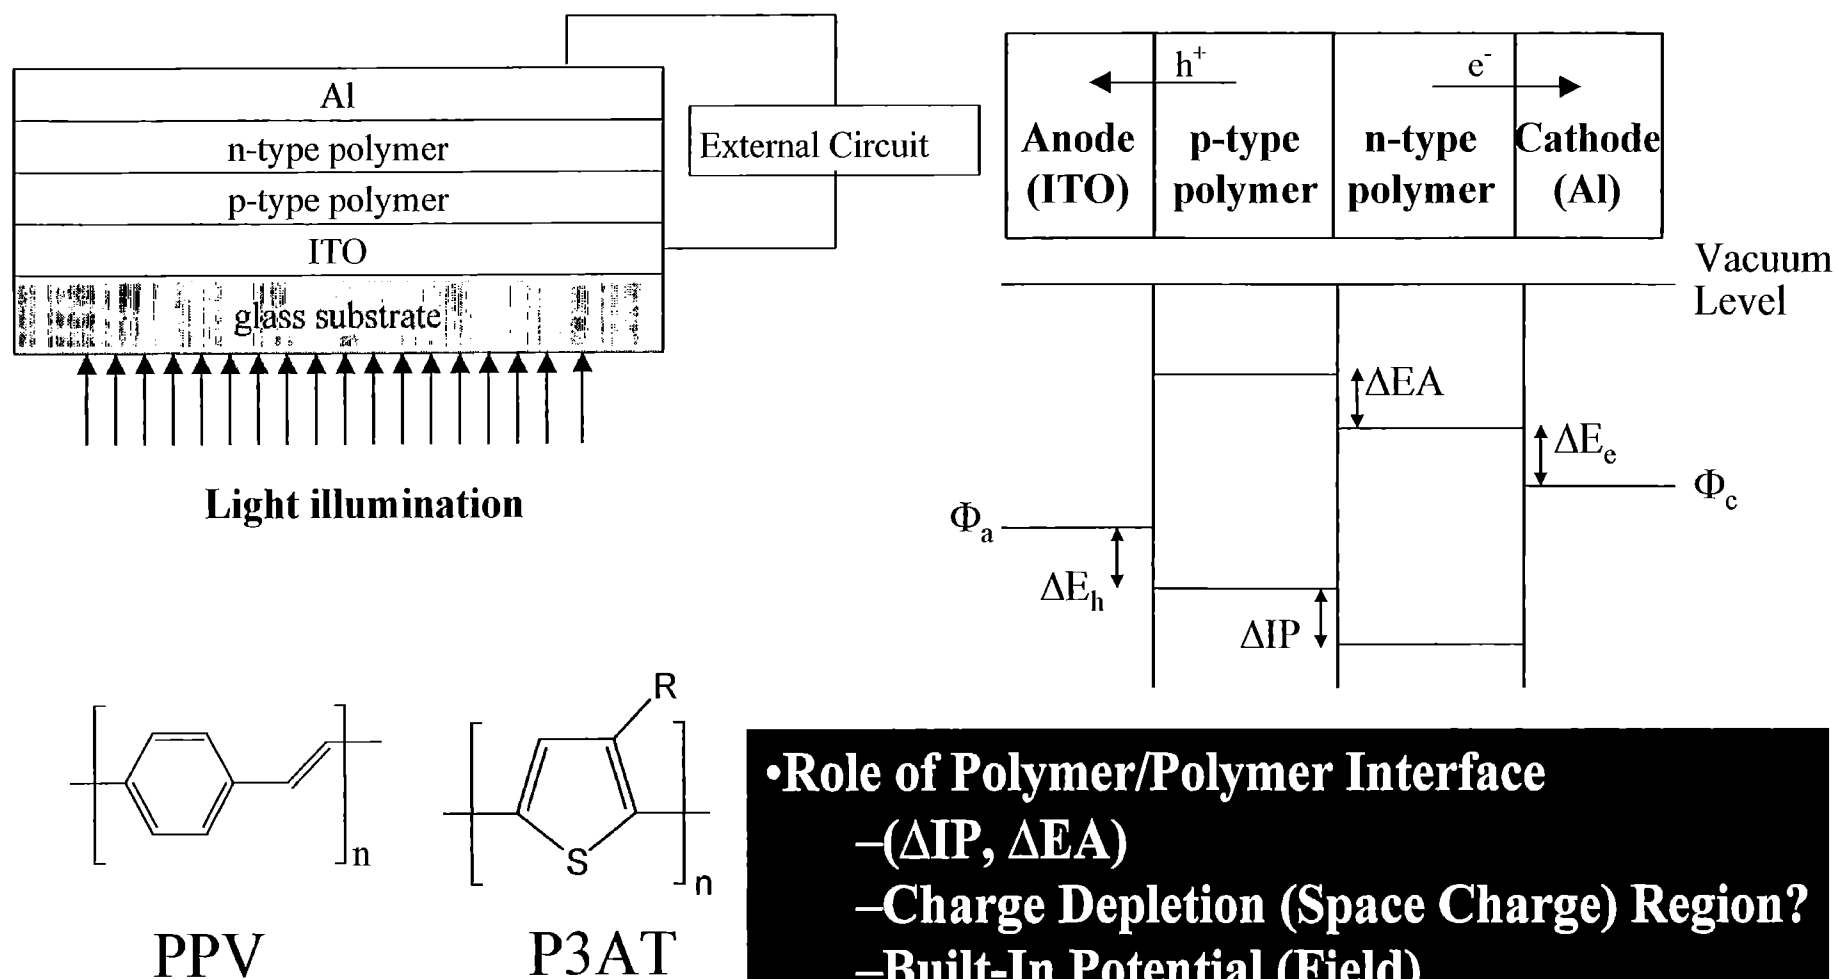 Al
n-type polymer
p-type polymer
ITO
glass substrate
External Circuit
Light illumination
h⁺
e⁻
Anode
(ITO)
p-type
polymer
n-type
polymer
Cathode
(Al)
Vacuum
Level
ΔEA
ΔEₑ
Φc
Φₐ
ΔEₕ
ΔIP
n
PPV
R
S
n
P3AT
•Role of Polymer/Polymer Interface
–(ΔIP, ΔEA)
–Charge Depletion (Space Charge) Region?
–Built-In Potential (Field)